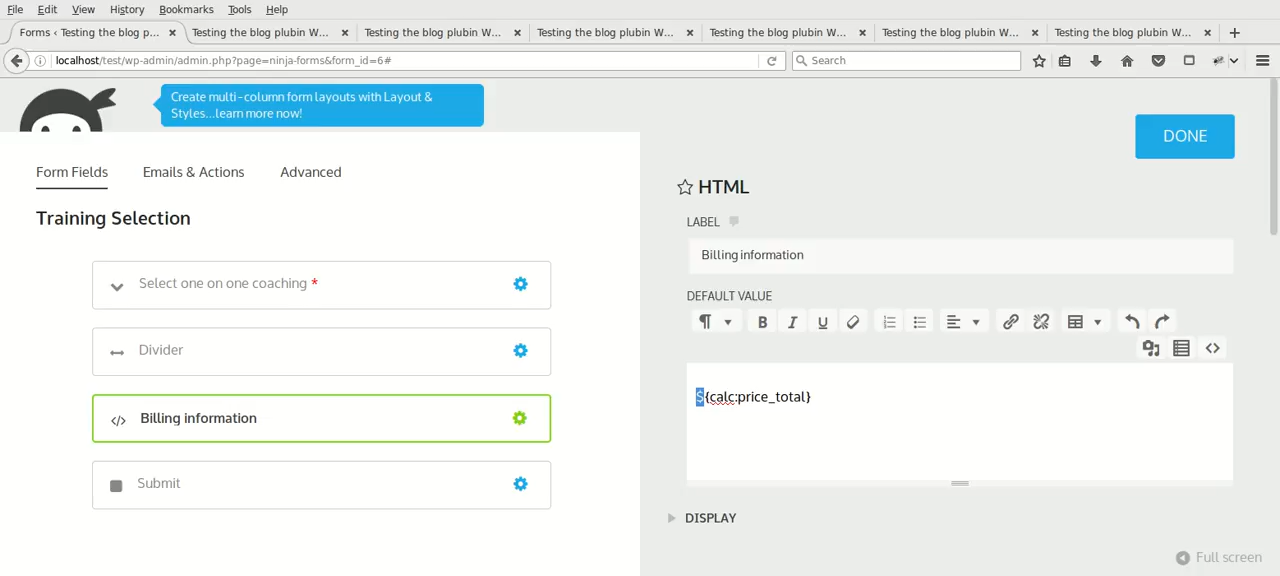 File Edit View History Bookmarks Tools Help
Forms ‹ Testing the blog p... × Testing the blog plubin W... × Testing the blog plubin W... × Testing the blog plubin W... × Testing the blog plubin W... × Testing the blog plubin W... × Testing the blog plubin W... × +
localhost/test/wp-admin/admin.php?page=ninja-forms&form_id=6# Search
Create multi-column form layouts with Layout &
Styles...learn more now!
DONE
Form Fields Emails & Actions Advanced
HTML
Training Selection
LABEL
Billing information
Select one on one coaching *
DEFAULT VALUE
B I U
Divider
${calc:price_total}
Billing information
Submit
DISPLAY
Full screen